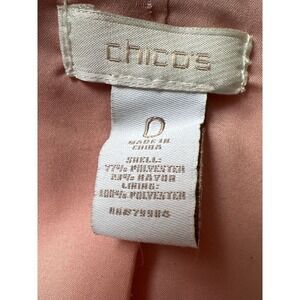 chico's
0
MADE IN
CHINA
SHELL:
77% POLYESTER
23% RAYON
LINING:
100% POLYESTER